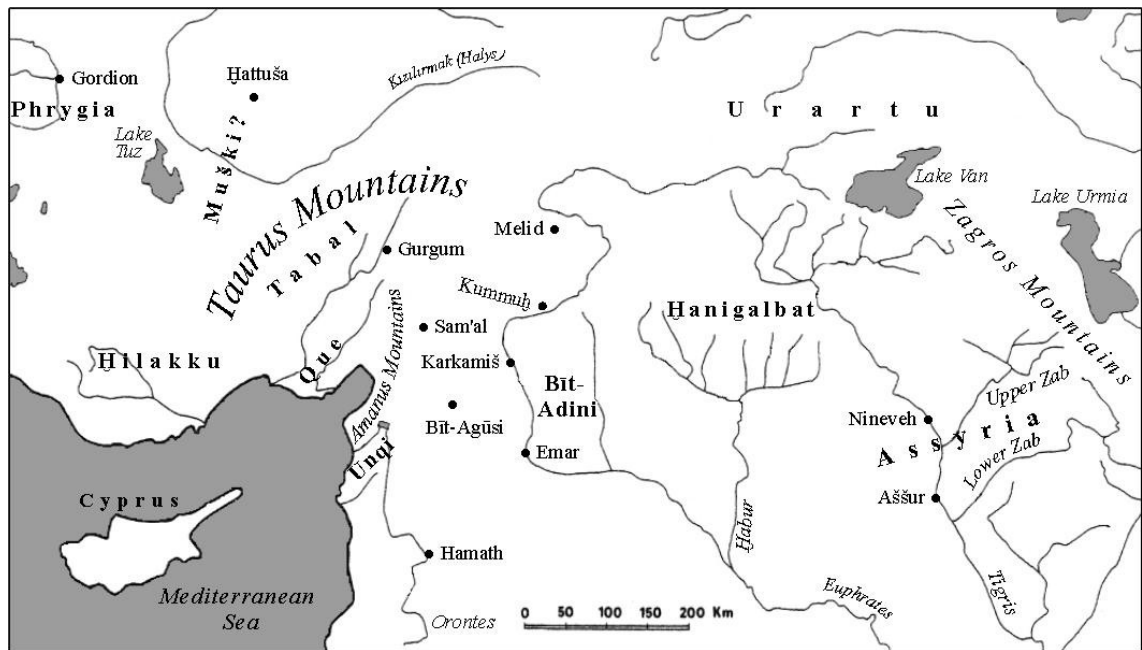 Gordion
Ḫattuša
Kızılırmak (Halys)
Phrygia
Urartu
Lake
Tuz
Muški?
Lake Van
Lake Urmia
Taurus Mountains
Zagros Mountains
Melid
Tabal
Gurgum
Kummuḫ
Ḫanigalbat
Sam'al
Ḫilakku
Que
Amanus Mountains
Karkamiš
Bīt-
Adini
Upper Zab
Bīt-Agūsi
Nineveh
Assyria
Unqi
Emar
Lower Zab
Cyprus
Aššur
Ḫabur
Hamath
Mediterranean
Sea
Orontes
0 50 100 150 200 Km
Euphrates
Tigris